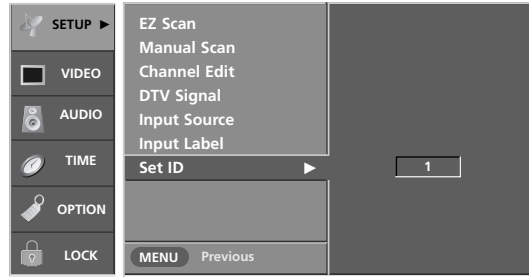 SETUP ►
VIDEO
AUDIO
TIME
OPTION
LOCK
EZ Scan
Manual Scan
Channel Edit
DTV Signal
Input Source
Input Label
Set ID ►
1
MENU Previous